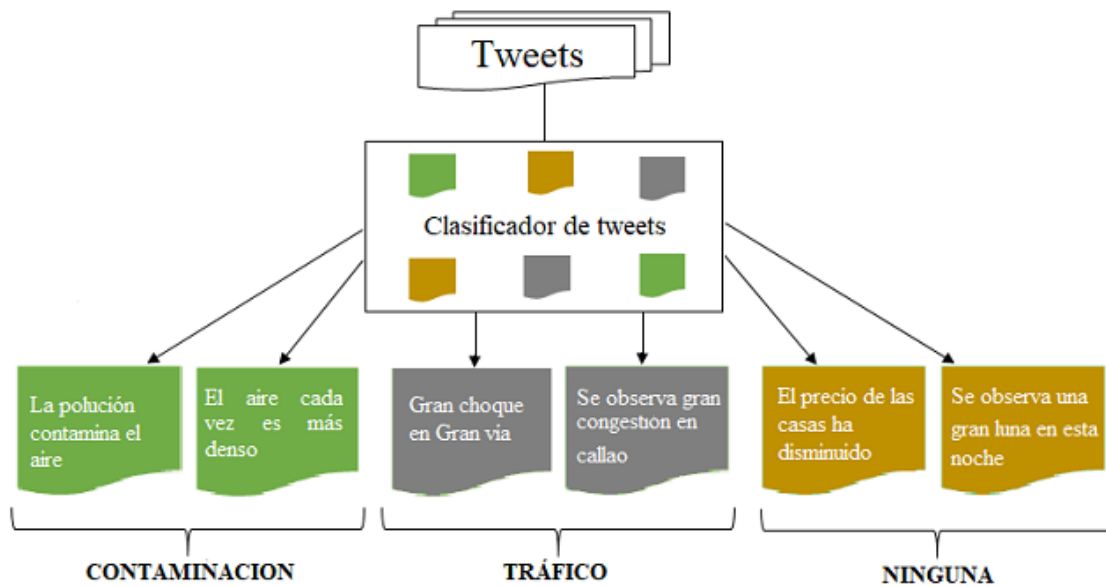 Tweets
Clasificador de tweets
La polución
contamina el
aire
El aire cada
vez es más
denso
Gran choque
en Gran vía
Se observa gran
congestión en
callao
El precio de las
casas ha
disminuido
Se observa una
gran luna en esta
noche
CONTAMINACION
TRÁFICO
NINGUNA